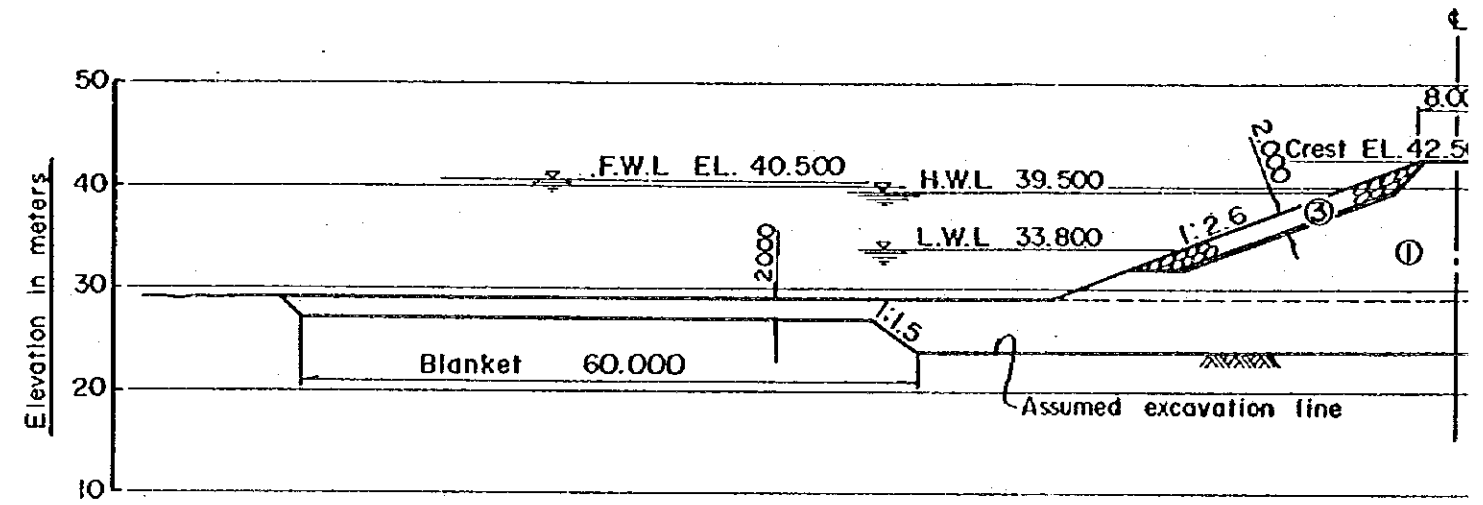 ℄
50
8.00
2.00
Crest EL.42.50
F.W.L EL. 40.500
40
H.W.L 39.500
1:2.6
③
L.W.L 33.800
①
2.000
30
1:1.5
Blanket 60.000
20
Assumed excavation line
10
Elevation in meters